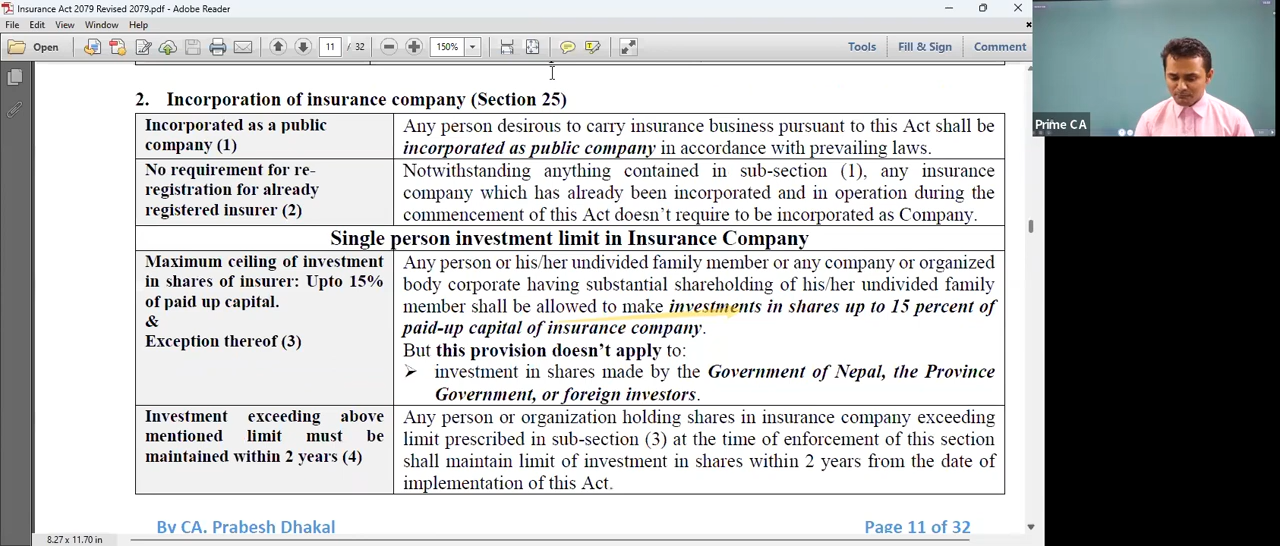 Insurance Act 2079 Revised 2079.pdf - Adobe Reader
File Edit View Window Help
Open 11 / 32 150% Tools Fill & Sign Comment
2. Incorporation of insurance company (Section 25)
Incorporated as a public
company (1)
Any person desirous to carry insurance business pursuant to this Act shall be
incorporated as public company in accordance with prevailing laws.
No requirement for re-
registration for already
registered insurer (2)
Notwithstanding anything contained in sub-section (1), any insurance
company which has already been incorporated and in operation during the
commencement of this Act doesn't require to be incorporated as Company.
Single person investment limit in Insurance Company
Maximum ceiling of investment
in shares of insurer: Upto 15%
of paid up capital.
&
Exception thereof (3)
Any person or his/her undivided family member or any company or organized
body corporate having substantial shareholding of his/her undivided family
member shall be allowed to make investments in shares up to 15 percent of
paid-up capital of insurance company.
But this provision doesn't apply to:
➢ investment in shares made by the Government of Nepal, the Province
Government, or foreign investors.
Investment exceeding above
mentioned limit must be
maintained within 2 years (4)
Any person or organization holding shares in insurance company exceeding
limit prescribed in sub-section (3) at the time of enforcement of this section
shall maintain limit of investment in shares within 2 years from the date of
implementation of this Act.
By CA. Prabesh Dhakal
Page 11 of 32
8.27 x 11.70 in
Prime CA